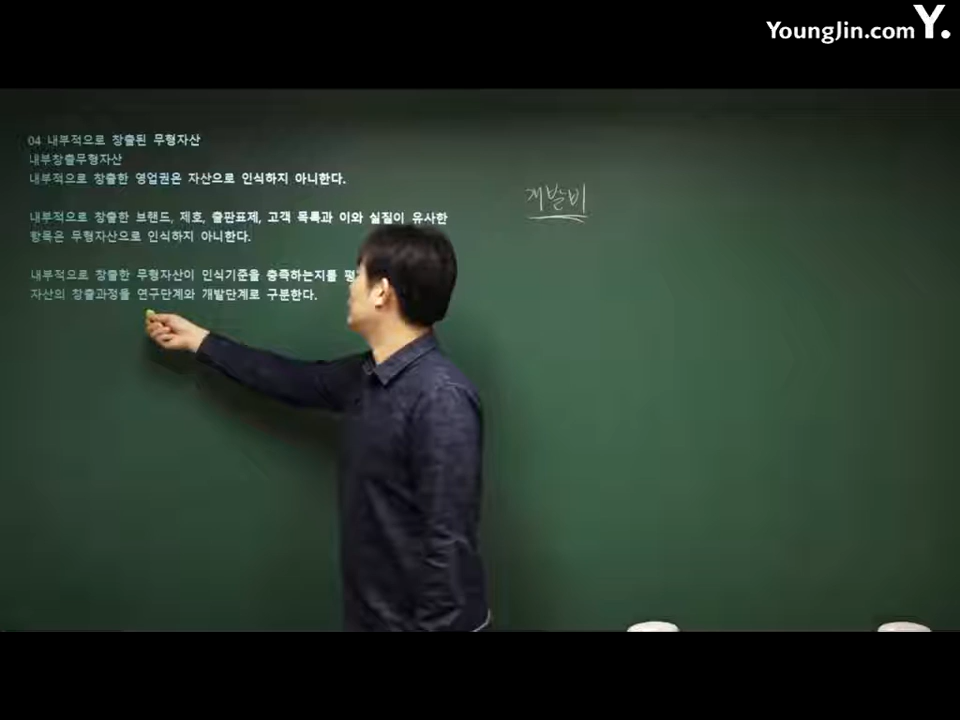 YoungJin.com Y.
04 내부적으로 창출된 무형자산
내부창출무형자산
내부적으로 창출한 영업권은 자산으로 인식하지 아니한다.
내부적으로 창출한 브랜드, 제호, 출판표제, 고객 목록과 이와 실질이 유사한
항목은 무형자산으로 인식하지 아니한다.
내부적으로 창출한 무형자산이 인식기준을 충족하는지를 평
자산의 창출과정을 연구단계와 개발단계로 구분한다.
개발비